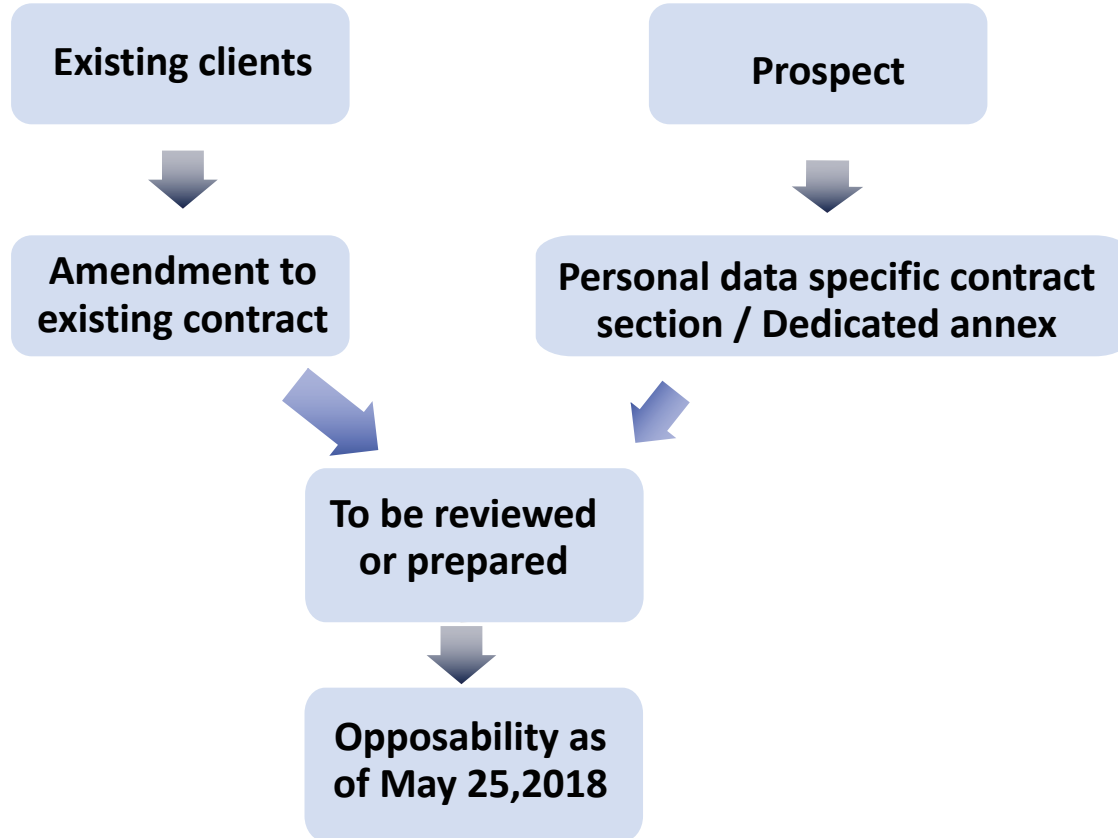 Existing clients
Prospect
Amendment to
existing contract
Personal data specific contract
section / Dedicated annex
To be reviewed
or prepared
Opposability as
of May 25,2018